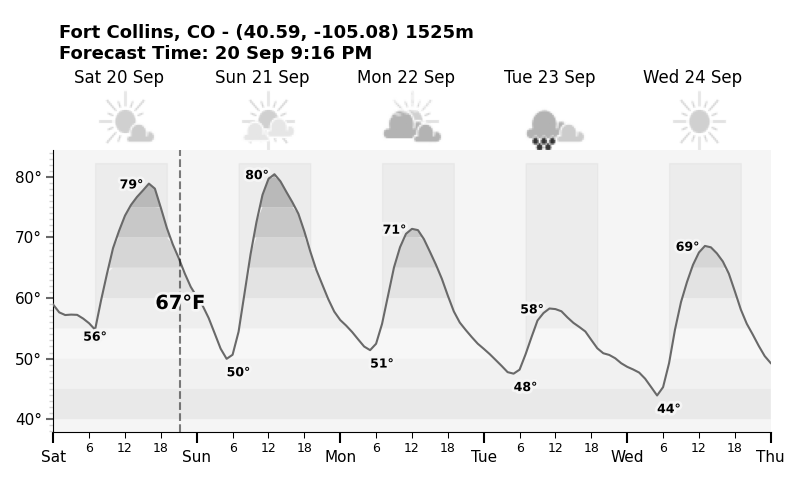 Fort Collins, CO - (40.59, -105.08) 1525m
Forecast Time: 20 Sep 9:16 PM
Sat 20 Sep Sun 21 Sep Mon 22 Sep Tue 23 Sep Wed 24 Sep
80°
70°
60°
50°
40°
79°
80°
71°
58°
69°
67°F
56°
50°
51°
48°
44°
6 12 18 6 12 18 6 12 18 6 12 18 6 12 18
Sat Sun Mon Tue Wed Thu